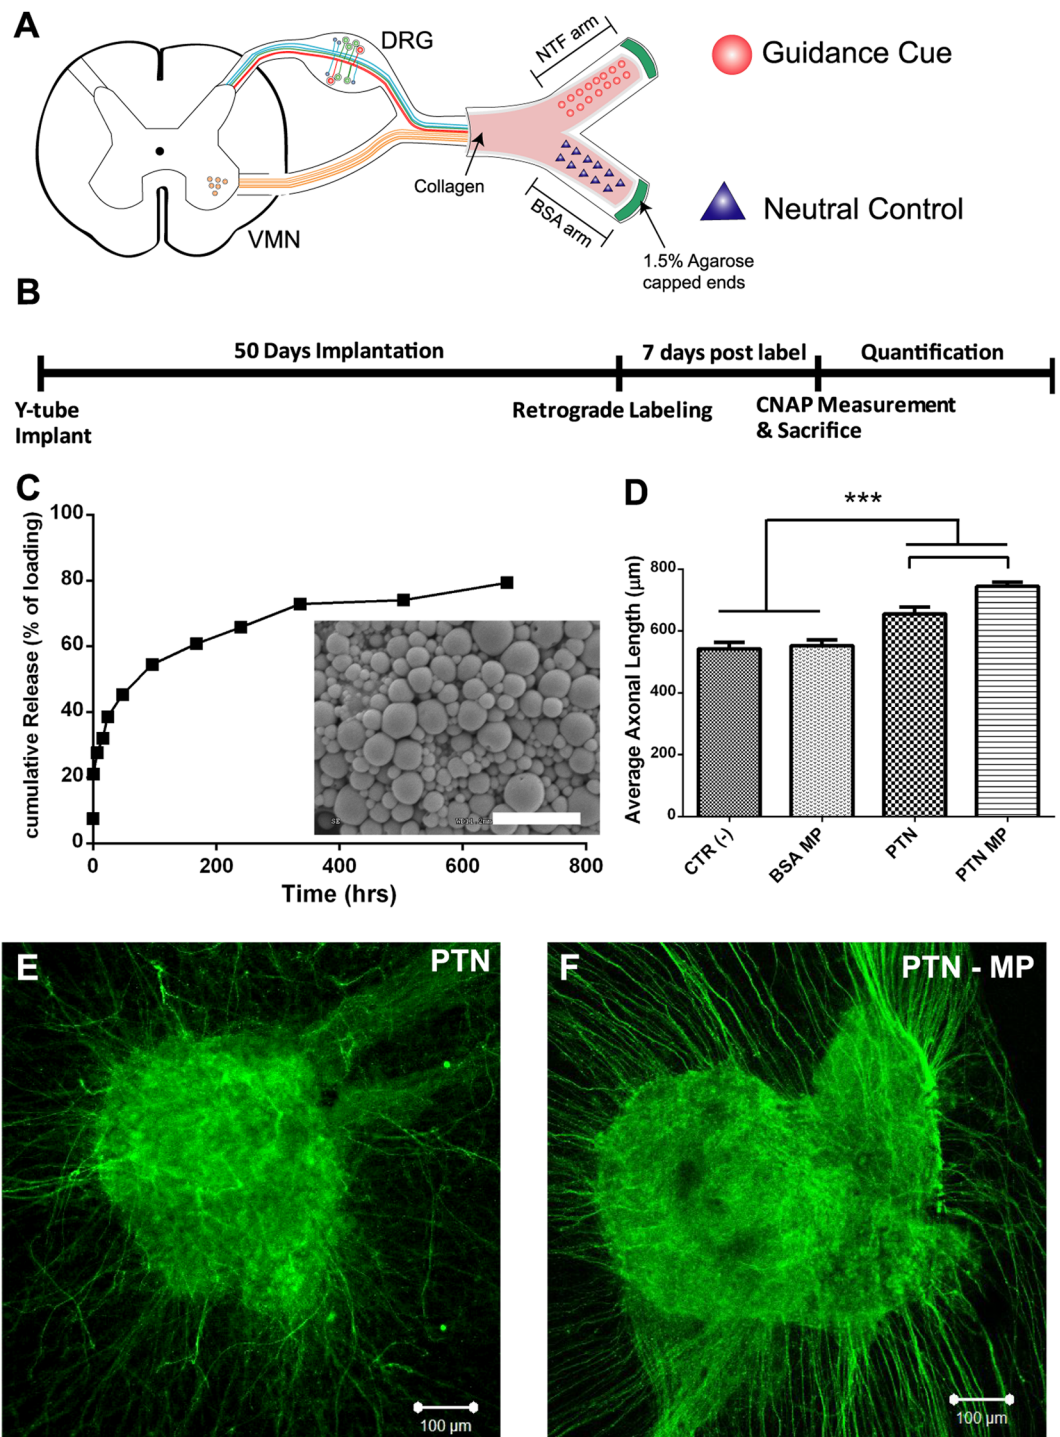 A
DRG
NTF arm
Guidance Cue
Collagen
BSA arm
Neutral Control
VMN
1.5% Agarose
capped ends
B
50 Days Implantation
7 days post label
Quantification
Y-tube
Implant
Retrograde Labeling
CNAP Measurement
& Sacrifice
C
cumulative Release (% of loading)
100
80
60
40
20
0
0
200
400
600
800
Time (hrs)
SE
D
***
Average Axonal Length (µm)
800
600
400
200
0
CTR (-)
BSA MP
PTN
PTN MP
E
PTN
100 µm
F
PTN - MP
100 µm